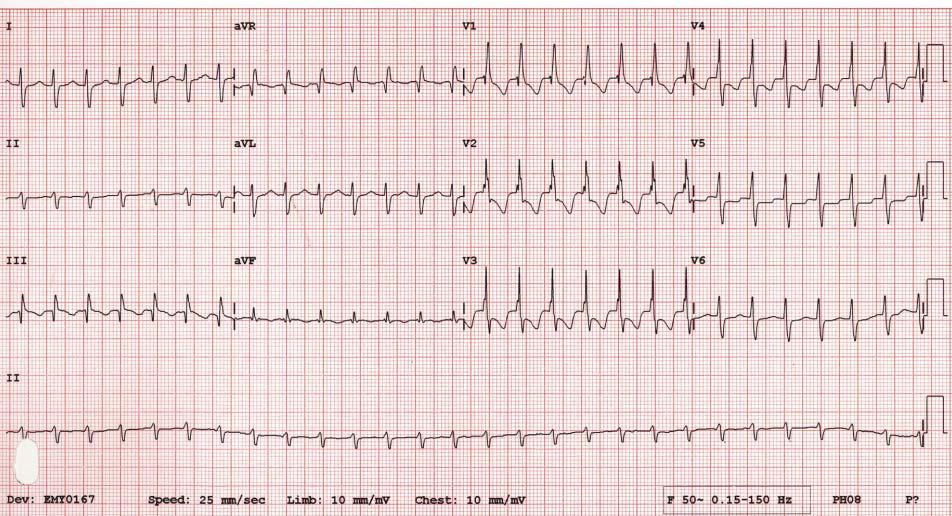 I aVR V1 V4
II aVL V2 V5
III aVF V3 V6
II
Dev: EMY0167 Speed: 25 mm/sec Limb: 10 mm/mV Chest: 10 mm/mV F 50~ 0.15-150 Hz PH08 P?